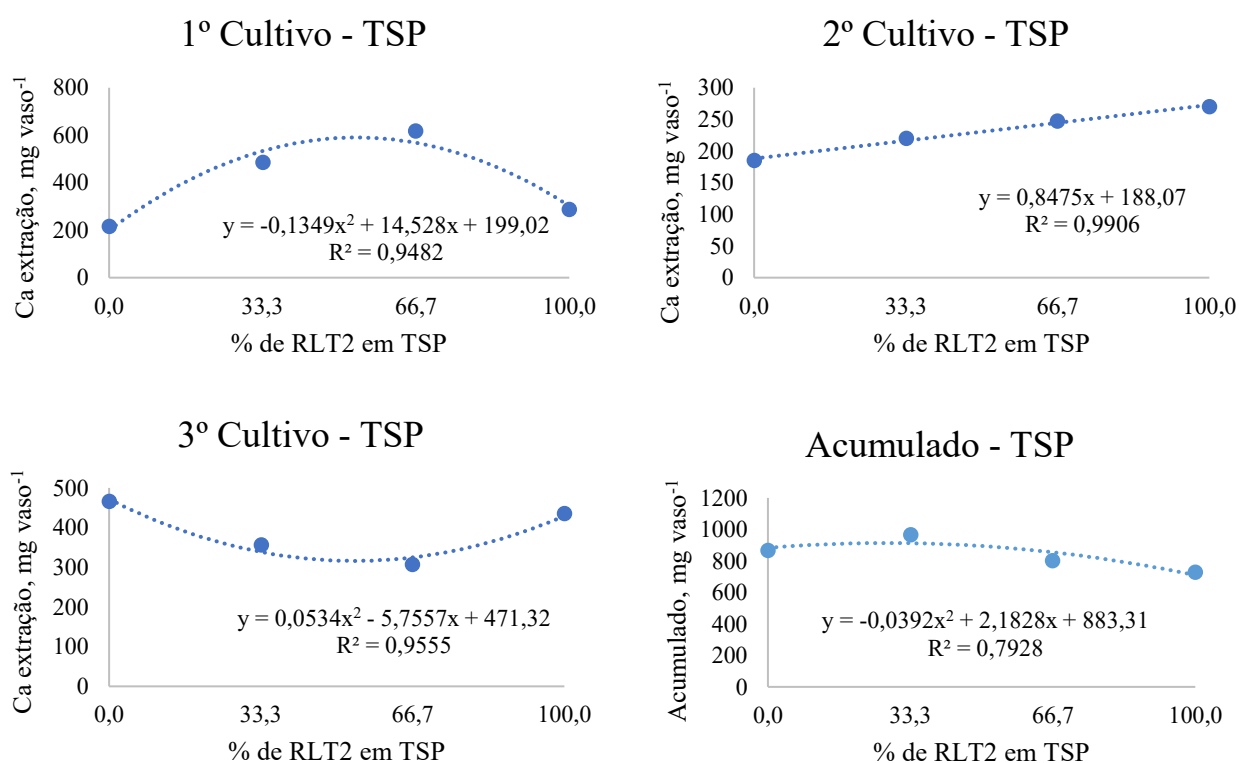 1º Cultivo - TSP
Ca extração, mg vaso-1
800
600
400
200
0
y = -0,1349x² + 14,528x + 199,02
R² = 0,9482
0,0 33,3 66,7 100,0
% de RLT2 em TSP
2º Cultivo - TSP
Ca extração, mg vaso-1
300
250
200
150
100
50
0
y = 0,8475x + 188,07
R² = 0,9906
0,0 33,3 66,7 100,0
% de RLT2 em TSP
3º Cultivo - TSP
Ca extração, mg vaso-1
500
400
300
200
100
0
y = 0,0534x² - 5,7557x + 471,32
R² = 0,9555
0,0 33,3 66,7 100,0
% de RLT2 em TSP
Acumulado - TSP
Acumulado, mg vaso-1
1200
1000
800
600
400
200
0
y = -0,0392x² + 2,1828x + 883,31
R² = 0,7928
0,0 33,3 66,7 100,0
% de RLT2 em TSP